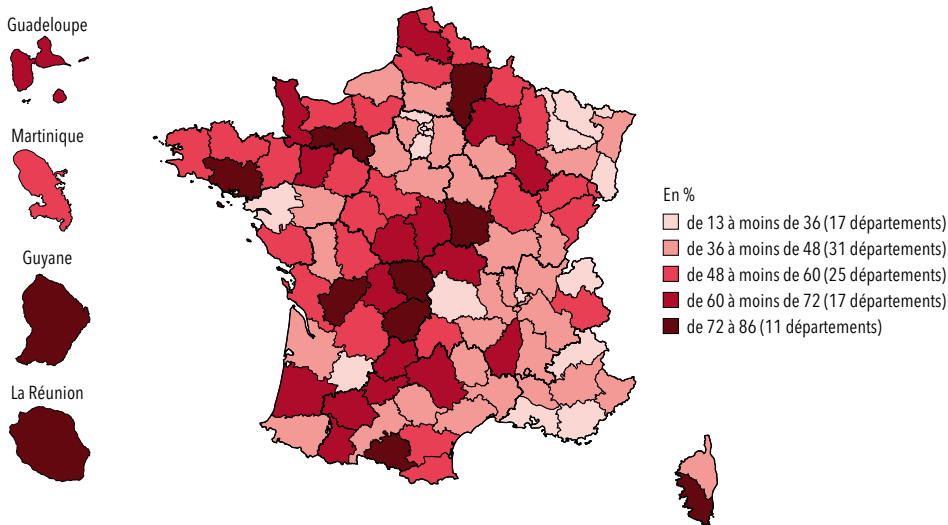 Guadeloupe
Martinique
Guyane
La Réunion
En %
de 13 à moins de 36 (17 départements)
de 36 à moins de 48 (31 départements)
de 48 à moins de 60 (25 départements)
de 60 à moins de 72 (17 départements)
de 72 à 86 (11 départements)